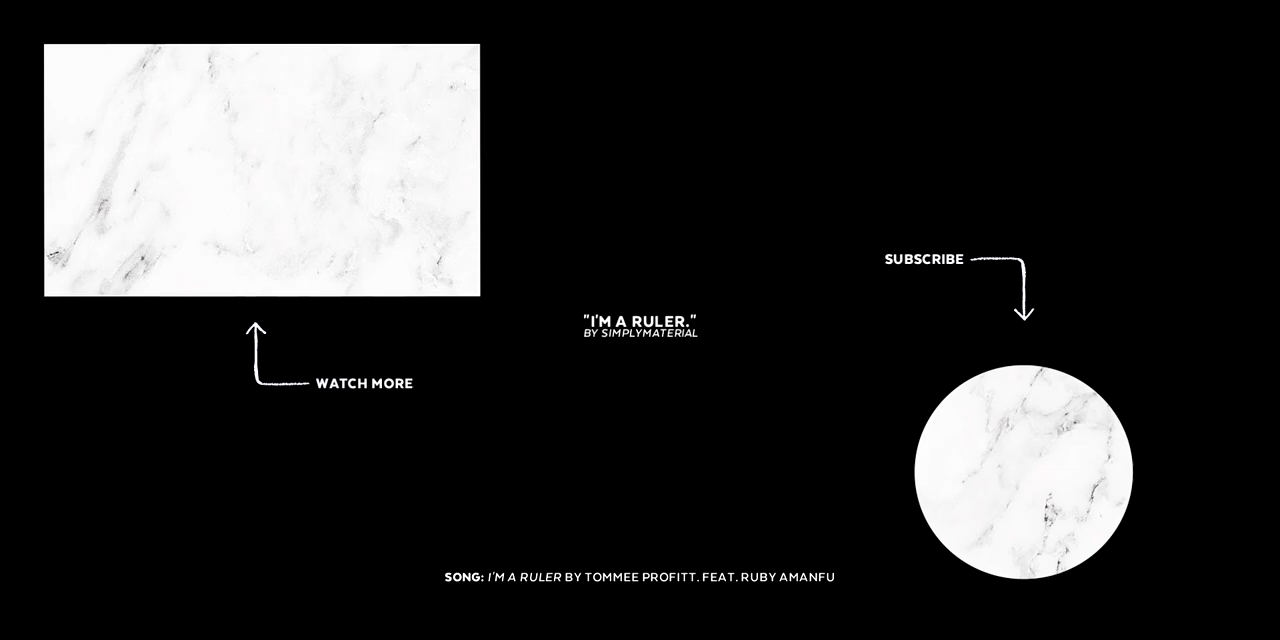 SUBSCRIBE
"I'M A RULER."
BY SIMPLYMATERIAL
WATCH MORE
SONG: I'M A RULER BY TOMMEE PROFITT. FEAT. RUBY AMANFU